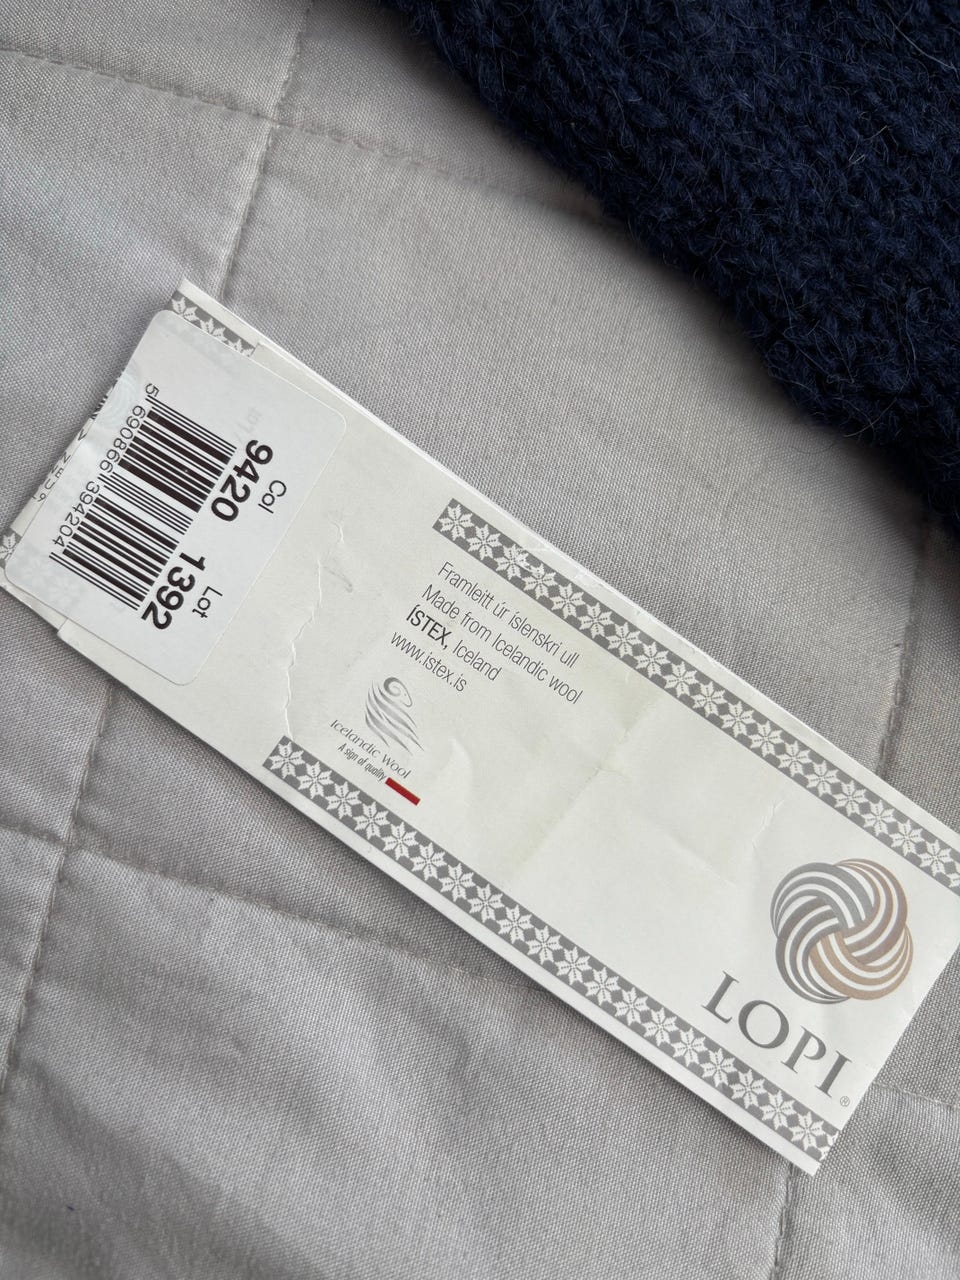 Col Lot
9420 1392
5 690866 394204
Framleitt úr íslenskri ull
Made from Icelandic wool
ÍSTEX, Iceland
www.istex.is
Icelandic wool
A sign of quality
LOPI®